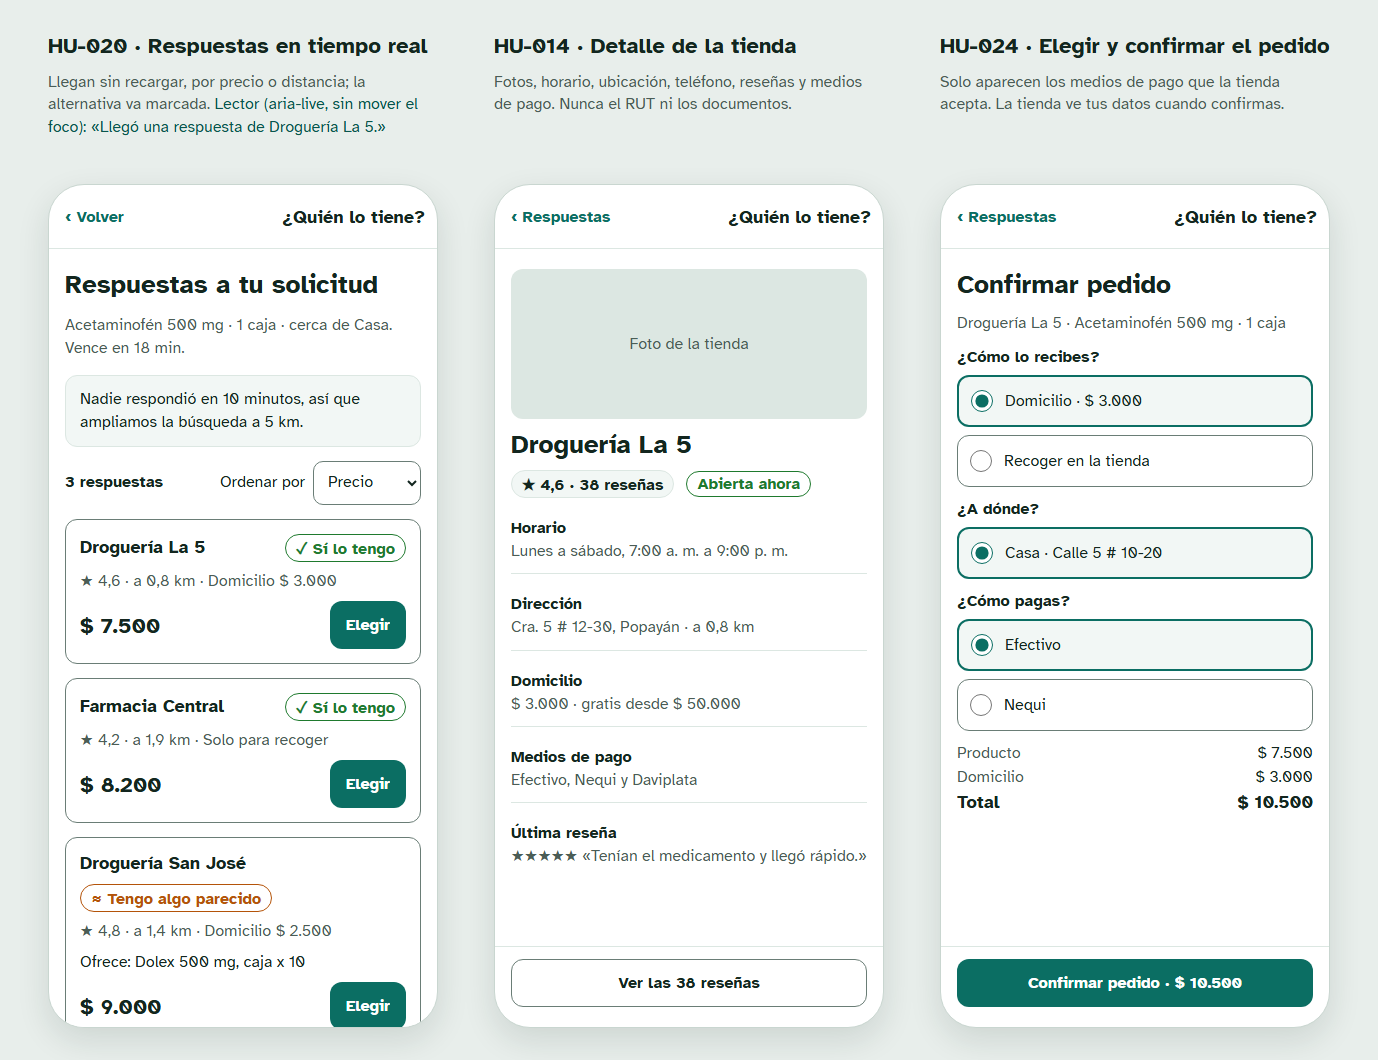 HU-020 · Respuestas en tiempo real
Llegan sin recargar, por precio o distancia; la
alternativa va marcada. Lector (aria-live, sin mover el
foco): «Llegó una respuesta de Droguería La 5.»
‹ Volver
¿Quién lo tiene?
Respuestas a tu solicitud
Acetaminofén 500 mg · 1 caja · cerca de Casa.
Vence en 18 min.
Nadie respondió en 10 minutos, así que
ampliamos la búsqueda a 5 km.
3 respuestas
Ordenar por
Precio
Droguería La 5
✓ Sí lo tengo
★ 4,6 · a 0,8 km · Domicilio $ 3.000
$ 7.500
Elegir
Farmacia Central
✓ Sí lo tengo
★ 4,2 · a 1,9 km · Solo para recoger
$ 8.200
Elegir
Droguería San José
≈ Tengo algo parecido
★ 4,8 · a 1,4 km · Domicilio $ 2.500
Ofrece: Dolex 500 mg, caja x 10
$ 9.000
Elegir
HU-014 · Detalle de la tienda
Fotos, horario, ubicación, teléfono, reseñas y medios
de pago. Nunca el RUT ni los documentos.
‹ Respuestas
¿Quién lo tiene?
Foto de la tienda
Droguería La 5
★ 4,6 · 38 reseñas
Abierta ahora
Horario
Lunes a sábado, 7:00 a. m. a 9:00 p. m.
Dirección
Cra. 5 # 12-30, Popayán · a 0,8 km
Domicilio
$ 3.000 · gratis desde $ 50.000
Medios de pago
Efectivo, Nequi y Daviplata
Última reseña
★★★★★ «Tenían el medicamento y llegó rápido.»
Ver las 38 reseñas
HU-024 · Elegir y confirmar el pedido
Solo aparecen los medios de pago que la tienda
acepta. La tienda ve tus datos cuando confirmas.
‹ Respuestas
¿Quién lo tiene?
Confirmar pedido
Droguería La 5 · Acetaminofén 500 mg · 1 caja
¿Cómo lo recibes?
Domicilio · $ 3.000
Recoger en la tienda
¿A dónde?
Casa · Calle 5 # 10-20
¿Cómo pagas?
Efectivo
Nequi
Producto
$ 7.500
Domicilio
$ 3.000
Total
$ 10.500
Confirmar pedido · $ 10.500